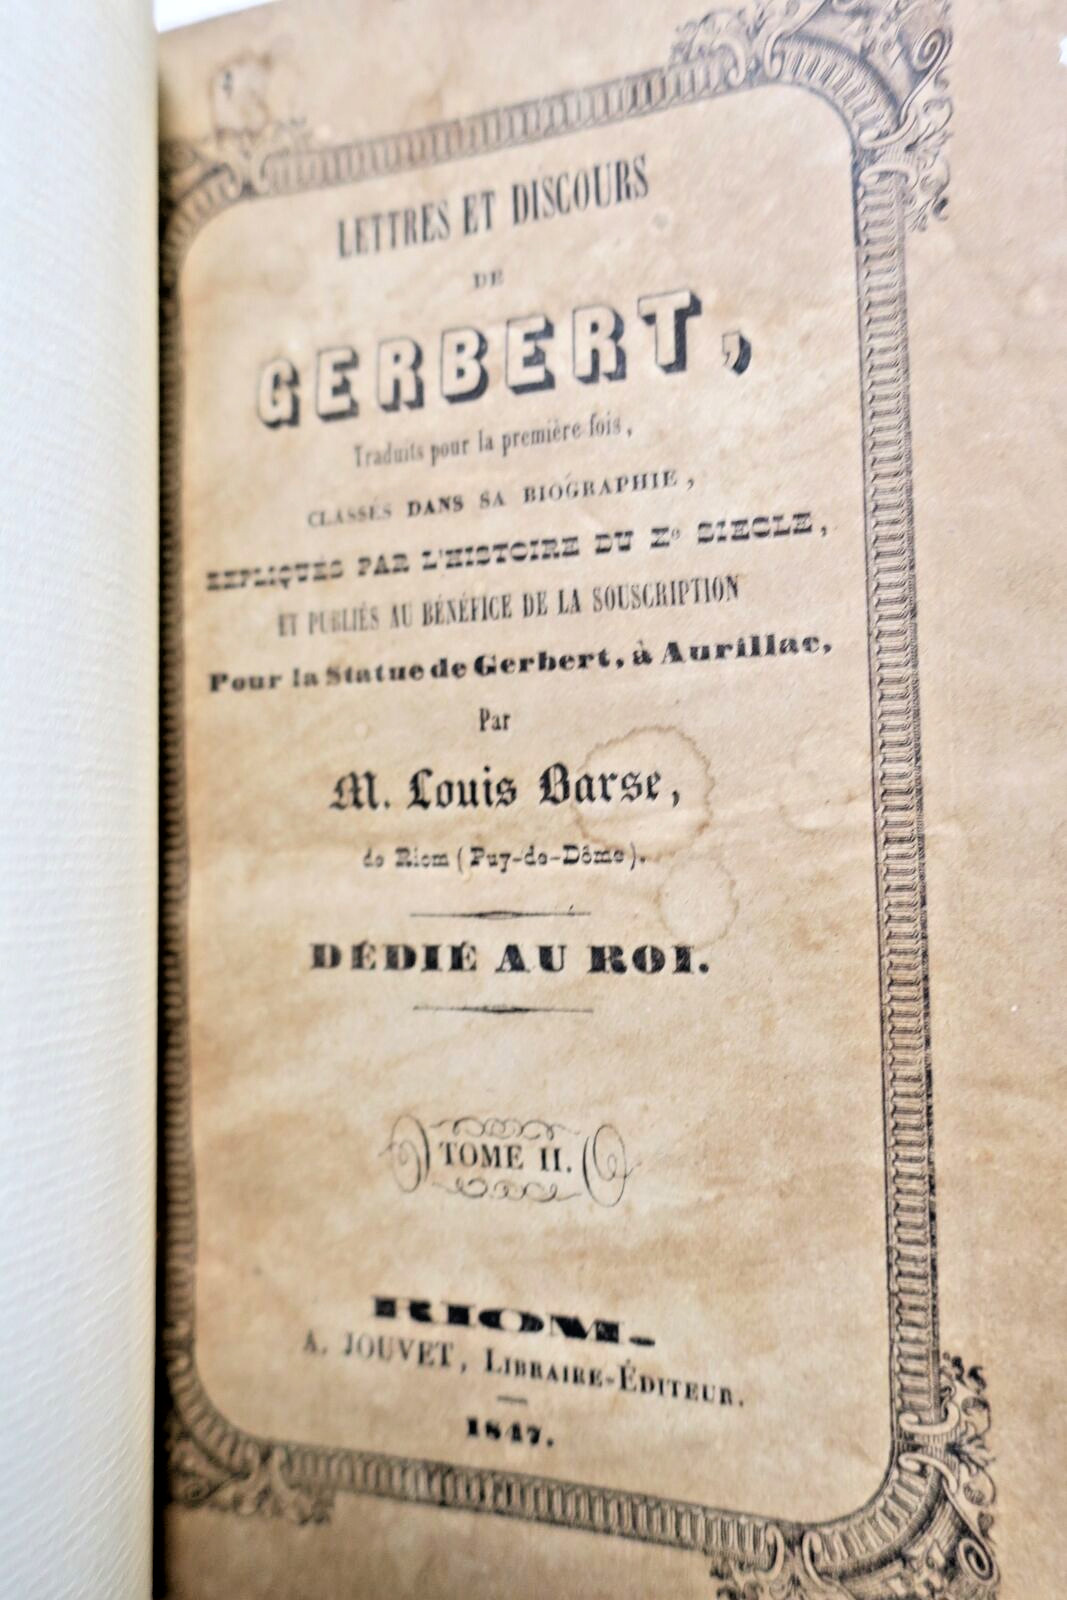 LETTRES ET DISCOURS
DE
GERBERT,
Traduits pour la première fois,
CLASSÉS DANS SA BIOGRAPHIE,
EXPLIQUÉS PAR L'HISTOIRE DU Xe SIECLE,
ET PUBLIÉS AU BÉNÉFICE DE LA SOUSCRIPTION
Pour la Statue de Gerbert, à Aurillac,
Par
M. Louis Barse,
de Riom (Puy-de-Dôme).
DÉDIÉ AU ROI.
TOME II.
RIOM.
A. JOUVET, LIBRAIRE-ÉDITEUR.
1847.